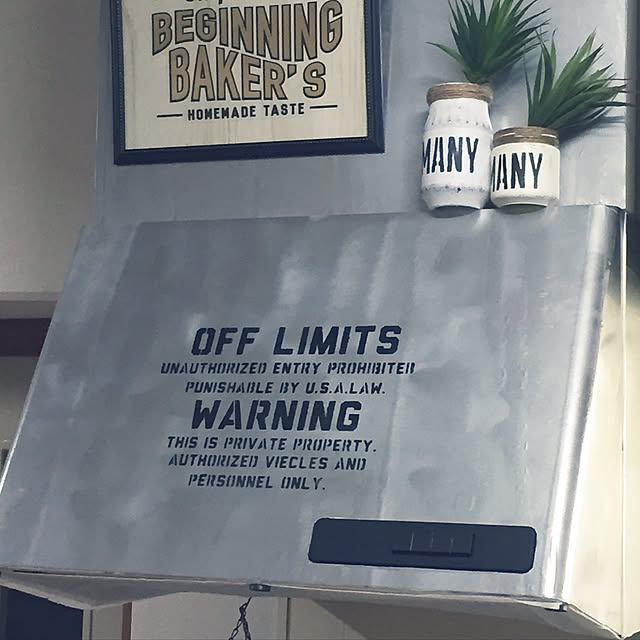 BEGINNING
BAKER'S
HOMEMADE TASTE
MANY
MANY
OFF LIMITS
UNAUTHORIZED ENTRY PROHIBITED
PUNISHABLE BY U.S.A.LAW.
WARNING
THIS IS PRIVATE PROPERTY.
AUTHORIZED VIECLES AND
PERSONNEL ONLY.